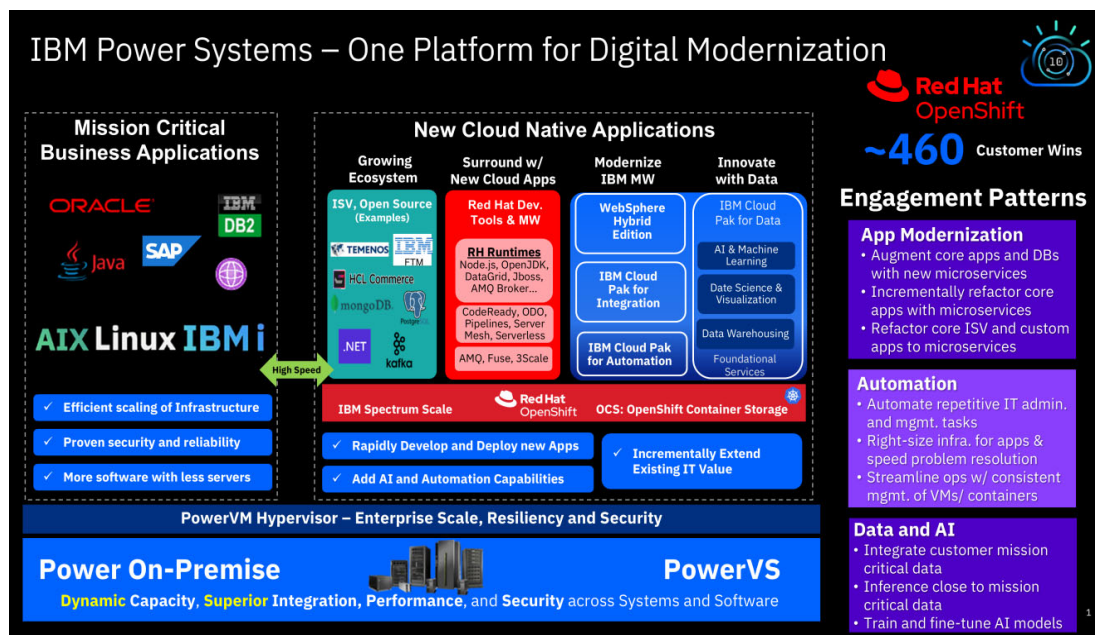 IBM Power Systems – One Platform for Digital Modernization
10
Red Hat
OpenShift
~460 Customer Wins
Mission Critical
Business Applications
ORACLE
IBM
DB2
Java
SAP
AIX Linux IBM i
High Speed
✓ Efficient scaling of Infrastructure
✓ Proven security and reliability
✓ More software with less servers
New Cloud Native Applications
Growing
Ecosystem
ISV, Open Source
(Examples)
TEMENOS
IBM
FTM
HCL Commerce
mongoDB.
PostgreSQL
.NET
kafka
Surround w/
New Cloud Apps
Red Hat Dev.
Tools & MW
RH Runtimes
Node.js, OpenJDK,
DataGrid, Jboss,
AMQ Broker...
CodeReady, ODO,
Pipelines, Server
Mesh, Serverless
AMQ, Fuse, 3Scale
Modernize
IBM MW
WebSphere
Hybrid
Edition
IBM Cloud
Pak for
Integration
IBM Cloud Pak
for Automation
Innovate
with Data
IBM Cloud
Pak for Data
AI & Machine
Learning
Date Science &
Visualization
Data Warehousing
Foundational
Services
IBM Spectrum Scale
Red Hat
OpenShift
OCS: OpenShift Container Storage
✓ Rapidly Develop and Deploy new Apps
✓ Add AI and Automation Capabilities
✓ Incrementally Extend
Existing IT Value
PowerVM Hypervisor – Enterprise Scale, Resiliency and Security
Power On-Premise
PowerVS
Dynamic Capacity, Superior Integration, Performance, and Security across Systems and Software
Engagement Patterns
App Modernization
• Augment core apps and DBs
with new microservices
• Incrementally refactor core
apps with microservices
• Refactor core ISV and custom
apps to microservices
Automation
• Automate repetitive IT admin.
and mgmt. tasks
• Right-size infra. for apps &
speed problem resolution
• Streamline ops w/ consistent
mgmt. of VMs/ containers
Data and AI
• Integrate customer mission
critical data
• Inference close to mission
critical data
• Train and fine-tune AI models
1